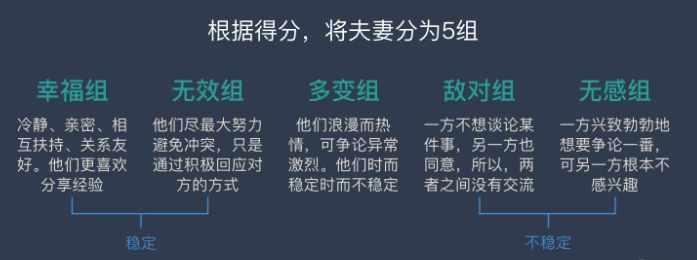 根据得分，将夫妻分为5组
幸福组
冷静、亲密、相
互扶持、关系友
好。他们更喜欢
分享经验
无效组
他们尽最大努力
避免冲突，只是
通过积极回应对
方的方式
多变组
他们浪漫而热
情，可争论异常
激烈。他们时而
稳定时而不稳定
敌对组
一方不想谈论某
件事，另一方也
同意，所以，两
者之间没有交流
无感组
一方兴致勃勃地
想要争论一番，
可另一方根本不
感兴趣
稳定
不稳定